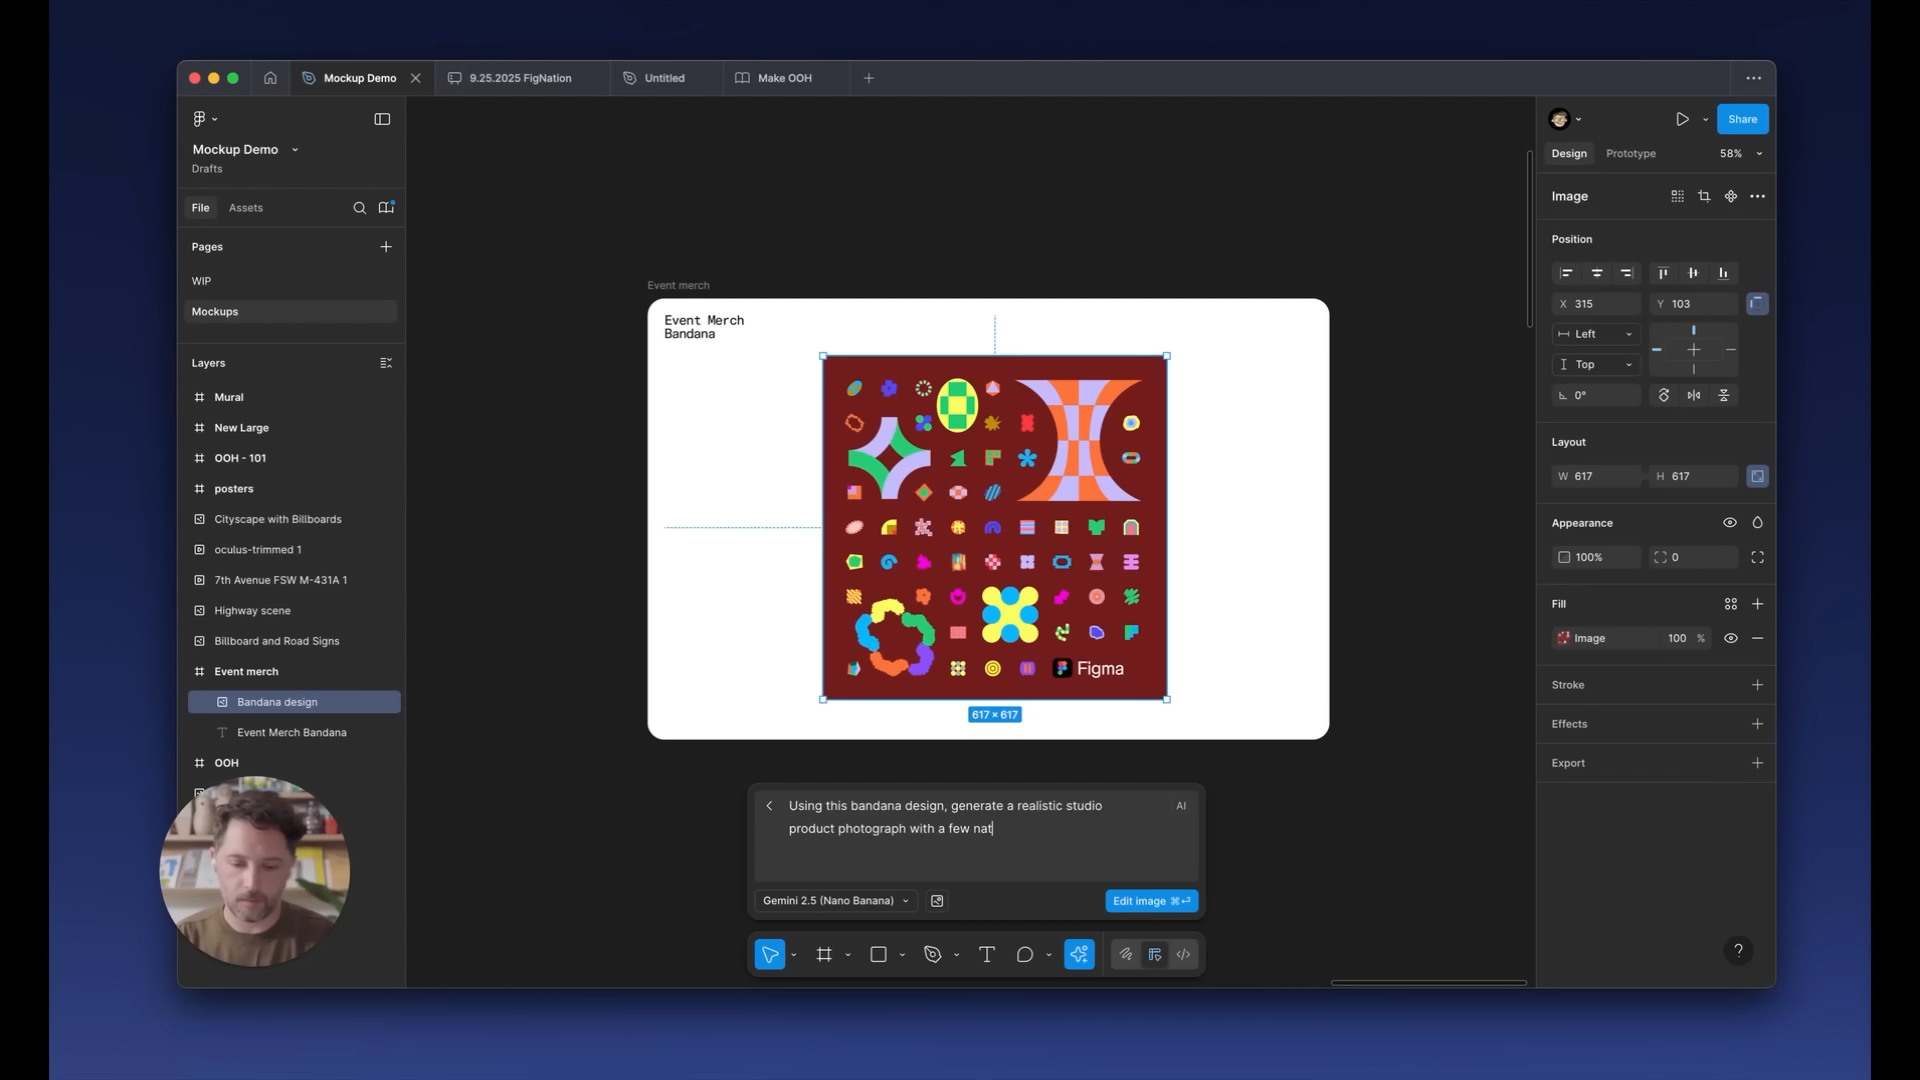 Mockup Demo
9.25.2025 FigNation
Untitled
Make OOH
Mockup Demo
Drafts
File
Assets
Pages
WIP
Mockups
Layers
Mural
New Large
OOH - 101
posters
Cityscape with Billboards
oculus-trimmed 1
7th Avenue FSW M-431A 1
Highway scene
Billboard and Road Signs
Event merch
Bandana design
Event Merch Bandana
OOH
Event merch
Event Merch
Bandana
Figma
617 × 617
Using this bandana design, generate a realistic studio
product photograph with a few nat
AI
Gemini 2.5 (Nano Banana)
Edit image ⌘⏎
Share
Design
Prototype
58%
Image
Position
X 315
Y 103
Left
Top
0°
Layout
W 617
H 617
Appearance
100%
0
Fill
Image
100 %
Stroke
Effects
Export
?